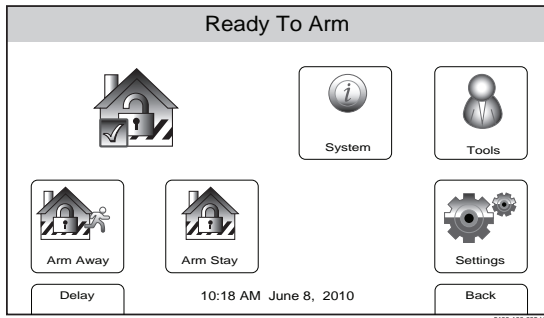 Ready To Arm
i
System
Tools
Arm Away
Arm Stay
Settings
Delay
10:18 AM June 8, 2010
Back